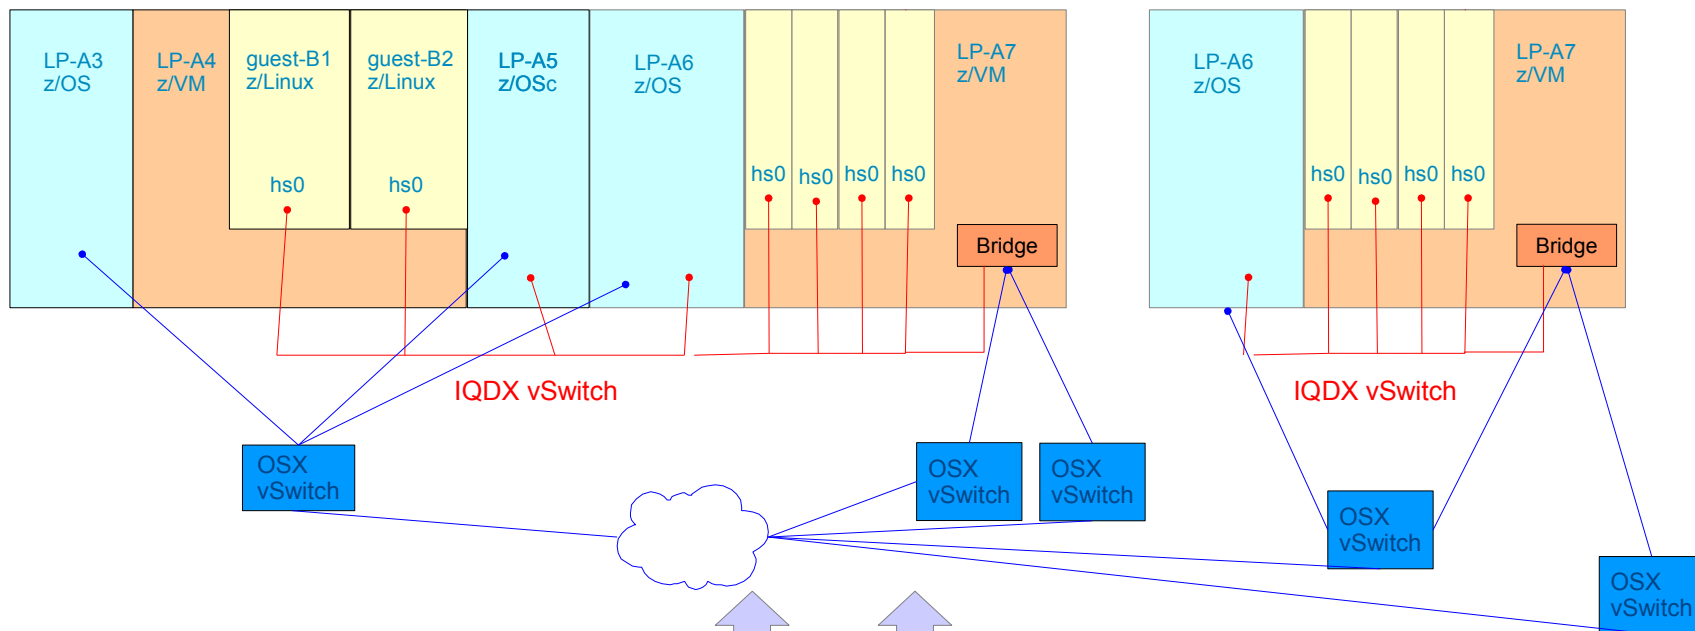 LP-A3
z/OS
LP-A4
z/VM
guest-B1
z/Linux
guest-B2
z/Linux
LP-A5
z/OSc
LP-A6
z/OS
LP-A7
z/VM
LP-A6
z/OS
LP-A7
z/VM
hs0
hs0
hs0
hs0
hs0
hs0
hs0
hs0
hs0
hs0
Bridge
Bridge
IQDX vSwitch
IQDX vSwitch
OSX
vSwitch
OSX
vSwitch
OSX
vSwitch
OSX
vSwitch
OSX
vSwitch